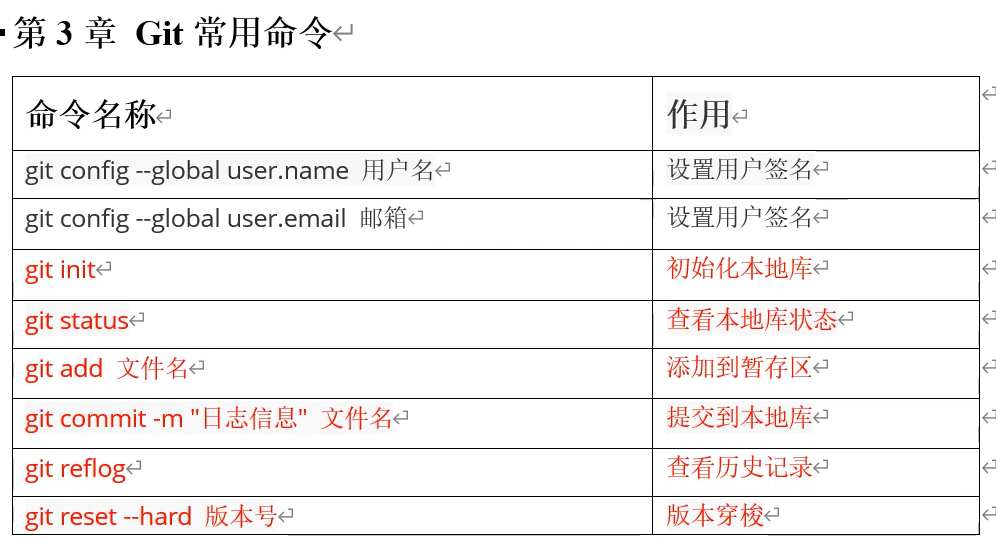 第 3 章 Git 常用命令
命令名称 作用
git config --global user.name 用户名 设置用户签名
git config --global user.email 邮箱 设置用户签名
git init 初始化本地库
git status 查看本地库状态
git add 文件名 添加到暂存区
git commit -m "日志信息" 文件名 提交到本地库
git reflog 查看历史记录
git reset --hard 版本号 版本穿梭